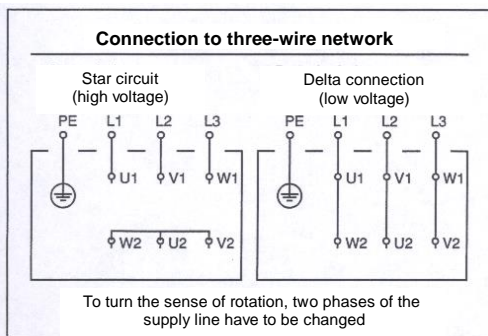 Connection to three-wire network
Star circuit
(high voltage)
PE L1 L2 L3
U1 V1 W1
W2 U2 V2
Delta connection
(low voltage)
PE L1 L2 L3
U1 V1 W1
W2 U2 V2
To turn the sense of rotation, two phases of the
supply line have to be changed